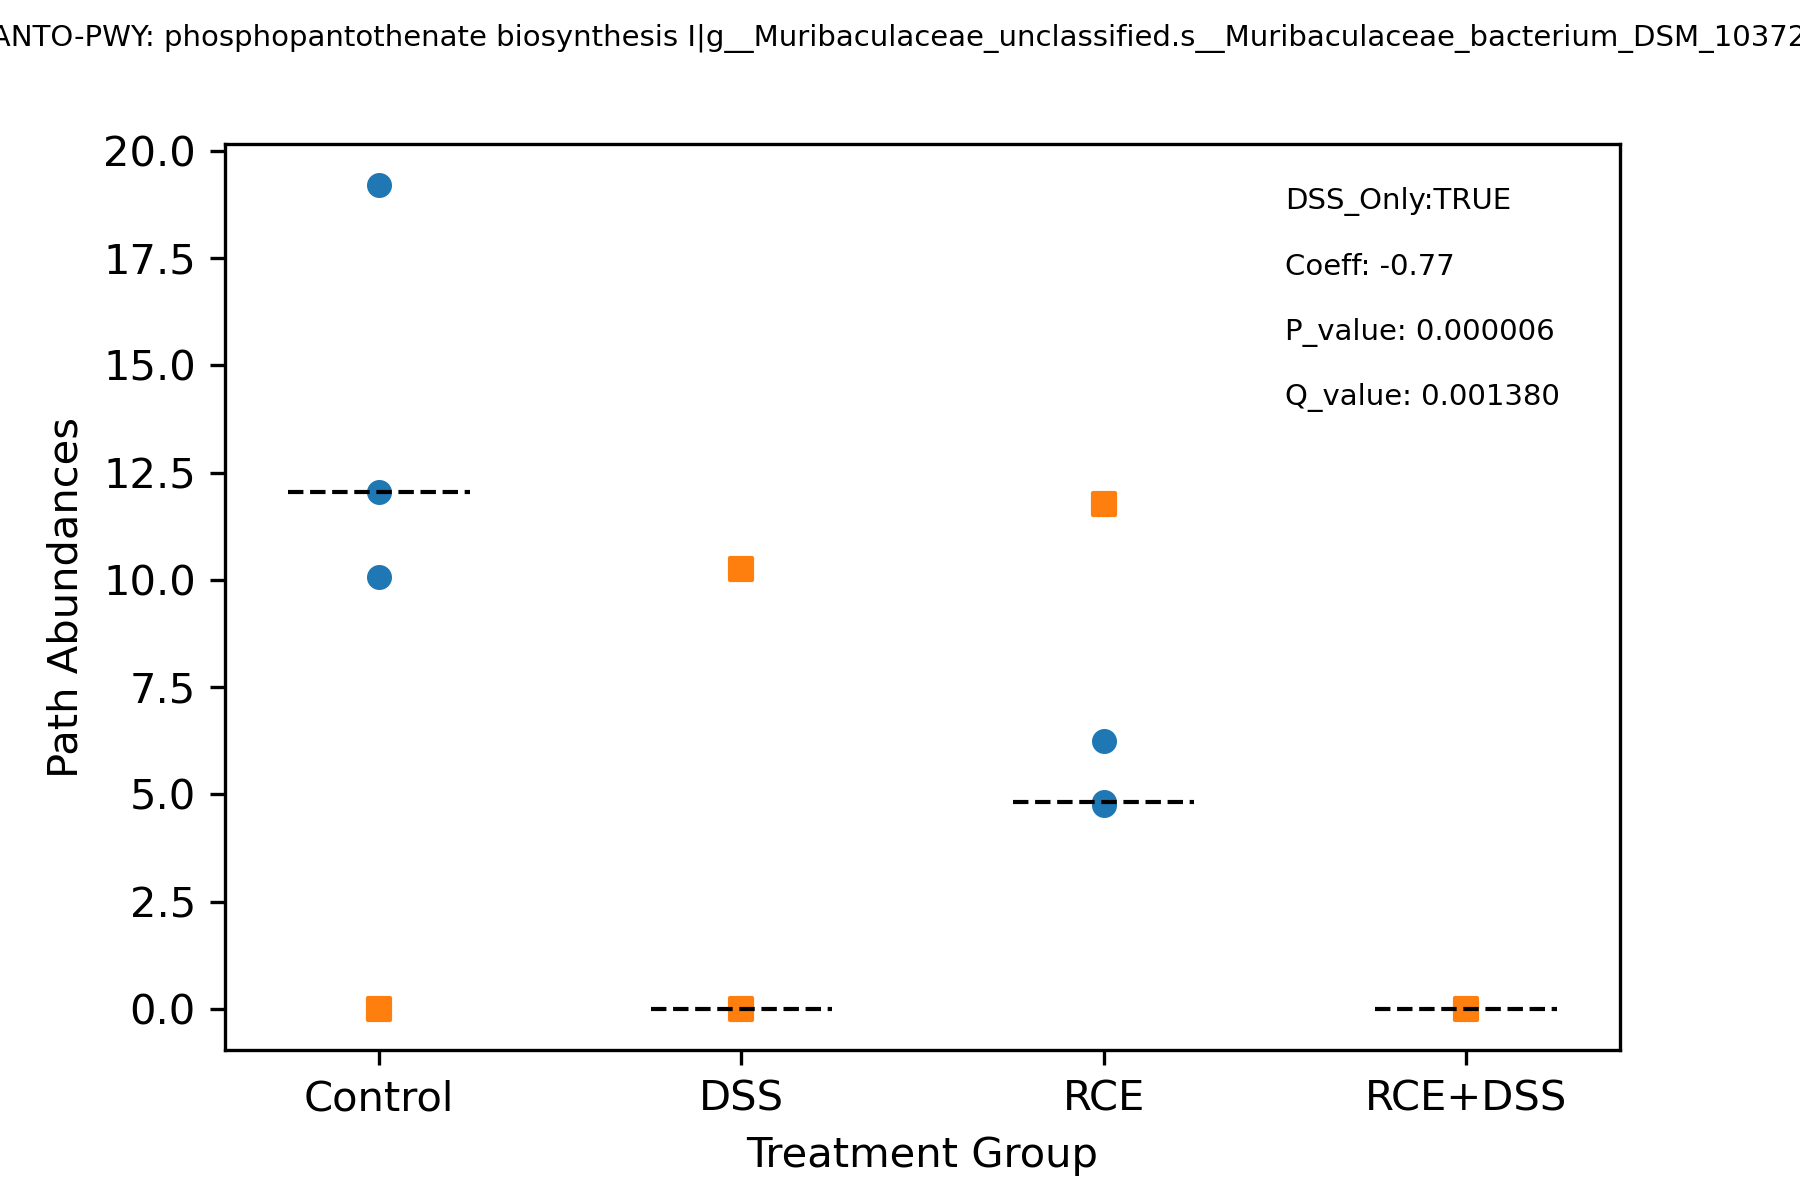 ANTO-PWY: phosphopantothenate biosynthesis I|g__Muribaculaceae_unclassified.s__Muribaculaceae_bacterium_DSM_10372
20.0
17.5
15.0
12.5
10.0
7.5
5.0
2.5
0.0
Path Abundances
DSS_Only:TRUE
Coeff: -0.77
P_value: 0.000006
Q_value: 0.001380
Control
DSS
RCE
RCE+DSS
Treatment Group